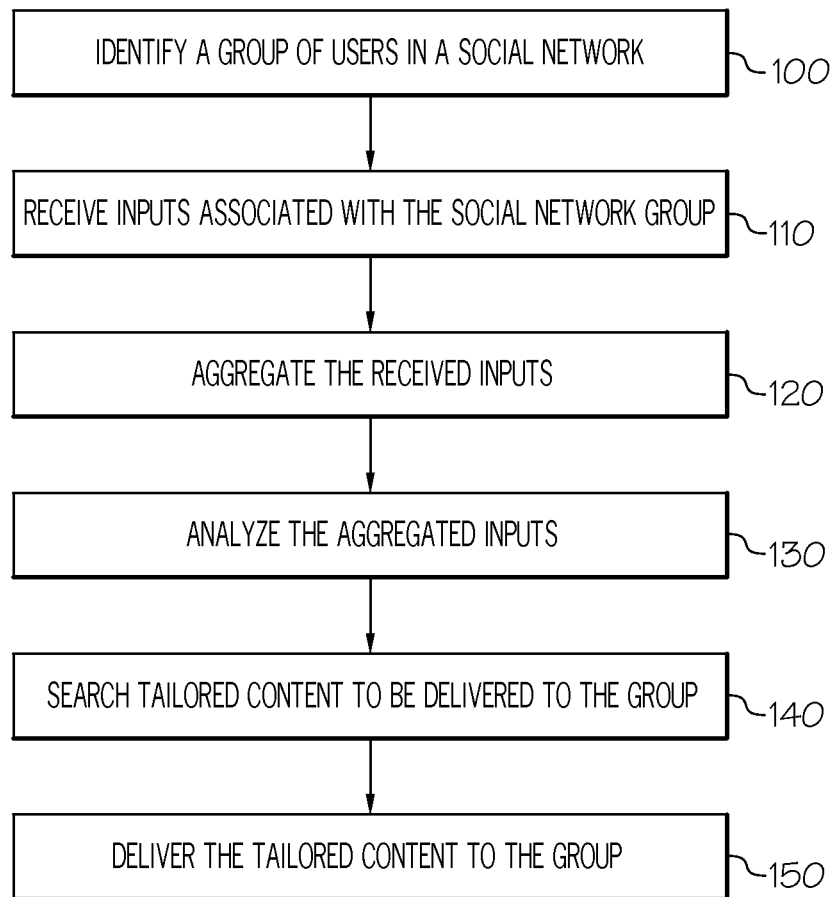 IDENTIFY A GROUP OF USERS IN A SOCIAL NETWORK
100
RECEIVE INPUTS ASSOCIATED WITH THE SOCIAL NETWORK GROUP
110
AGGREGATE THE RECEIVED INPUTS
120
ANALYZE THE AGGREGATED INPUTS
130
SEARCH TAILORED CONTENT TO BE DELIVERED TO THE GROUP
140
DELIVER THE TAILORED CONTENT TO THE GROUP
150